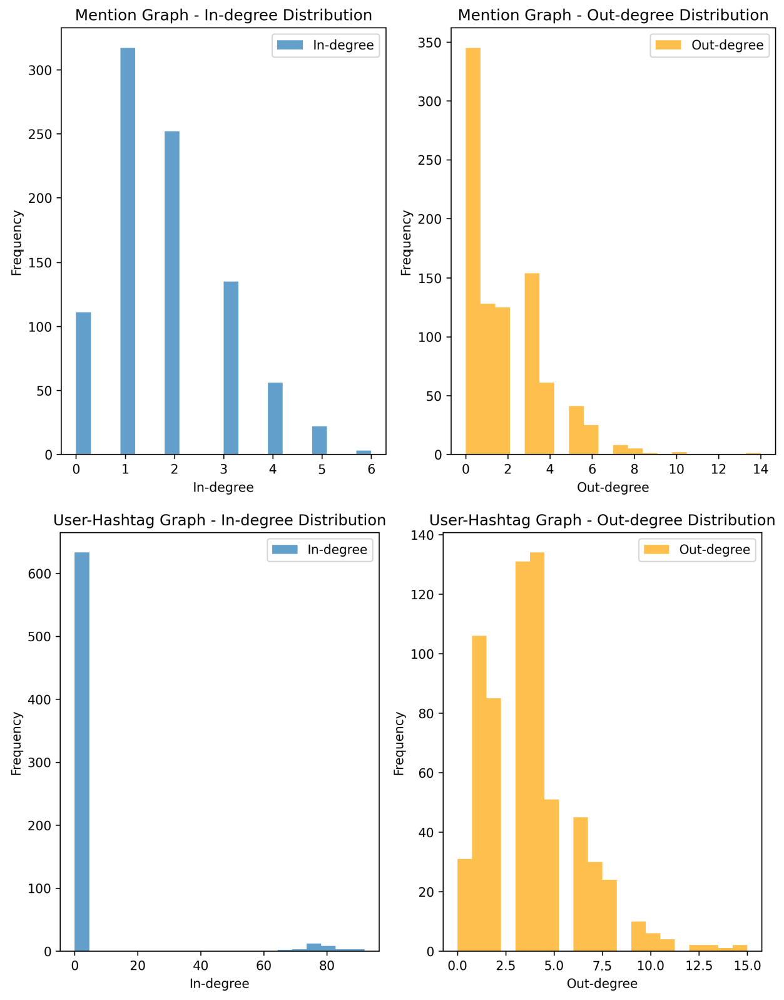 Mention Graph - In-degree Distribution
In-degree
300
250
200
150
100
50
0
Frequency
0 1 2 3 4 5 6
In-degree
Mention Graph - Out-degree Distribution
Out-degree
350
300
250
200
150
100
50
0
Frequency
0 2 4 6 8 10 12 14
Out-degree
User-Hashtag Graph - In-degree Distribution
In-degree
600
500
400
300
200
100
0
Frequency
0 20 40 60 80
In-degree
User-Hashtag Graph - Out-degree Distribution
Out-degree
140
120
100
80
60
40
20
0
Frequency
0.0 2.5 5.0 7.5 10.0 12.5 15.0
Out-degree